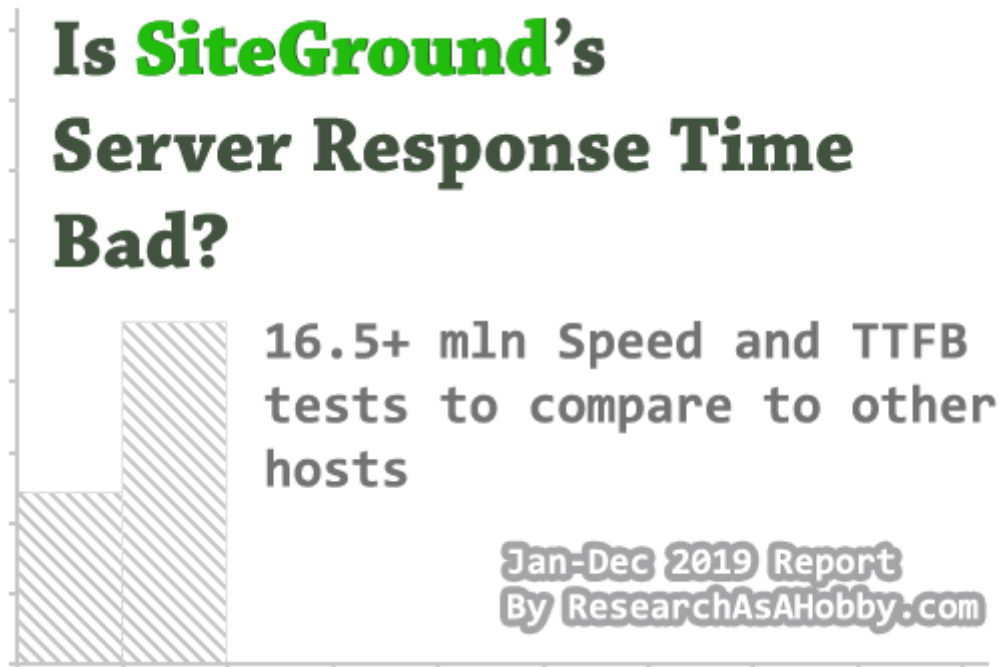 Is SiteGround’s
Server Response Time
Bad?
16.5+ mln Speed and TTFB
tests to compare to other
hosts
Jan-Dec 2019 Report
By ResearchAsAHobby.com